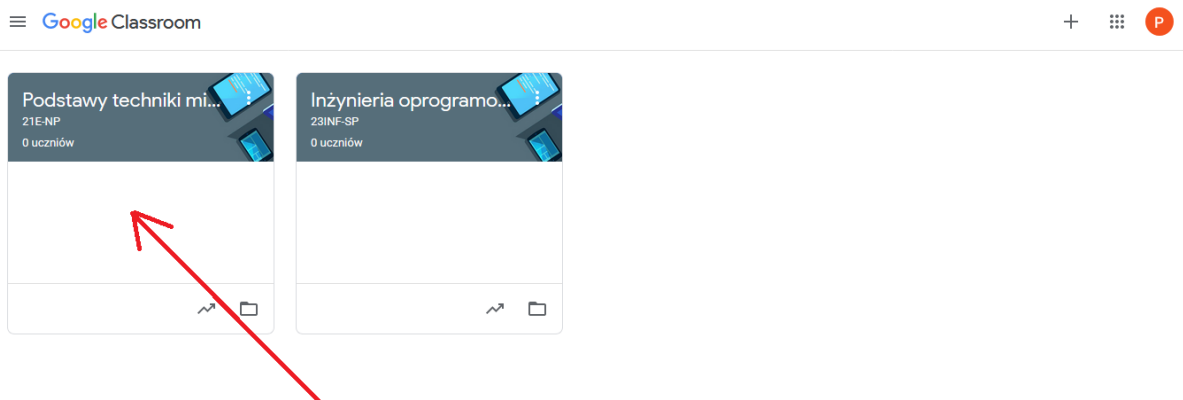 Google Classroom
P
Podstawy techniki mi...
21E-NP
0 uczniów
Inżynieria oprogramo...
23INF-SP
0 uczniów